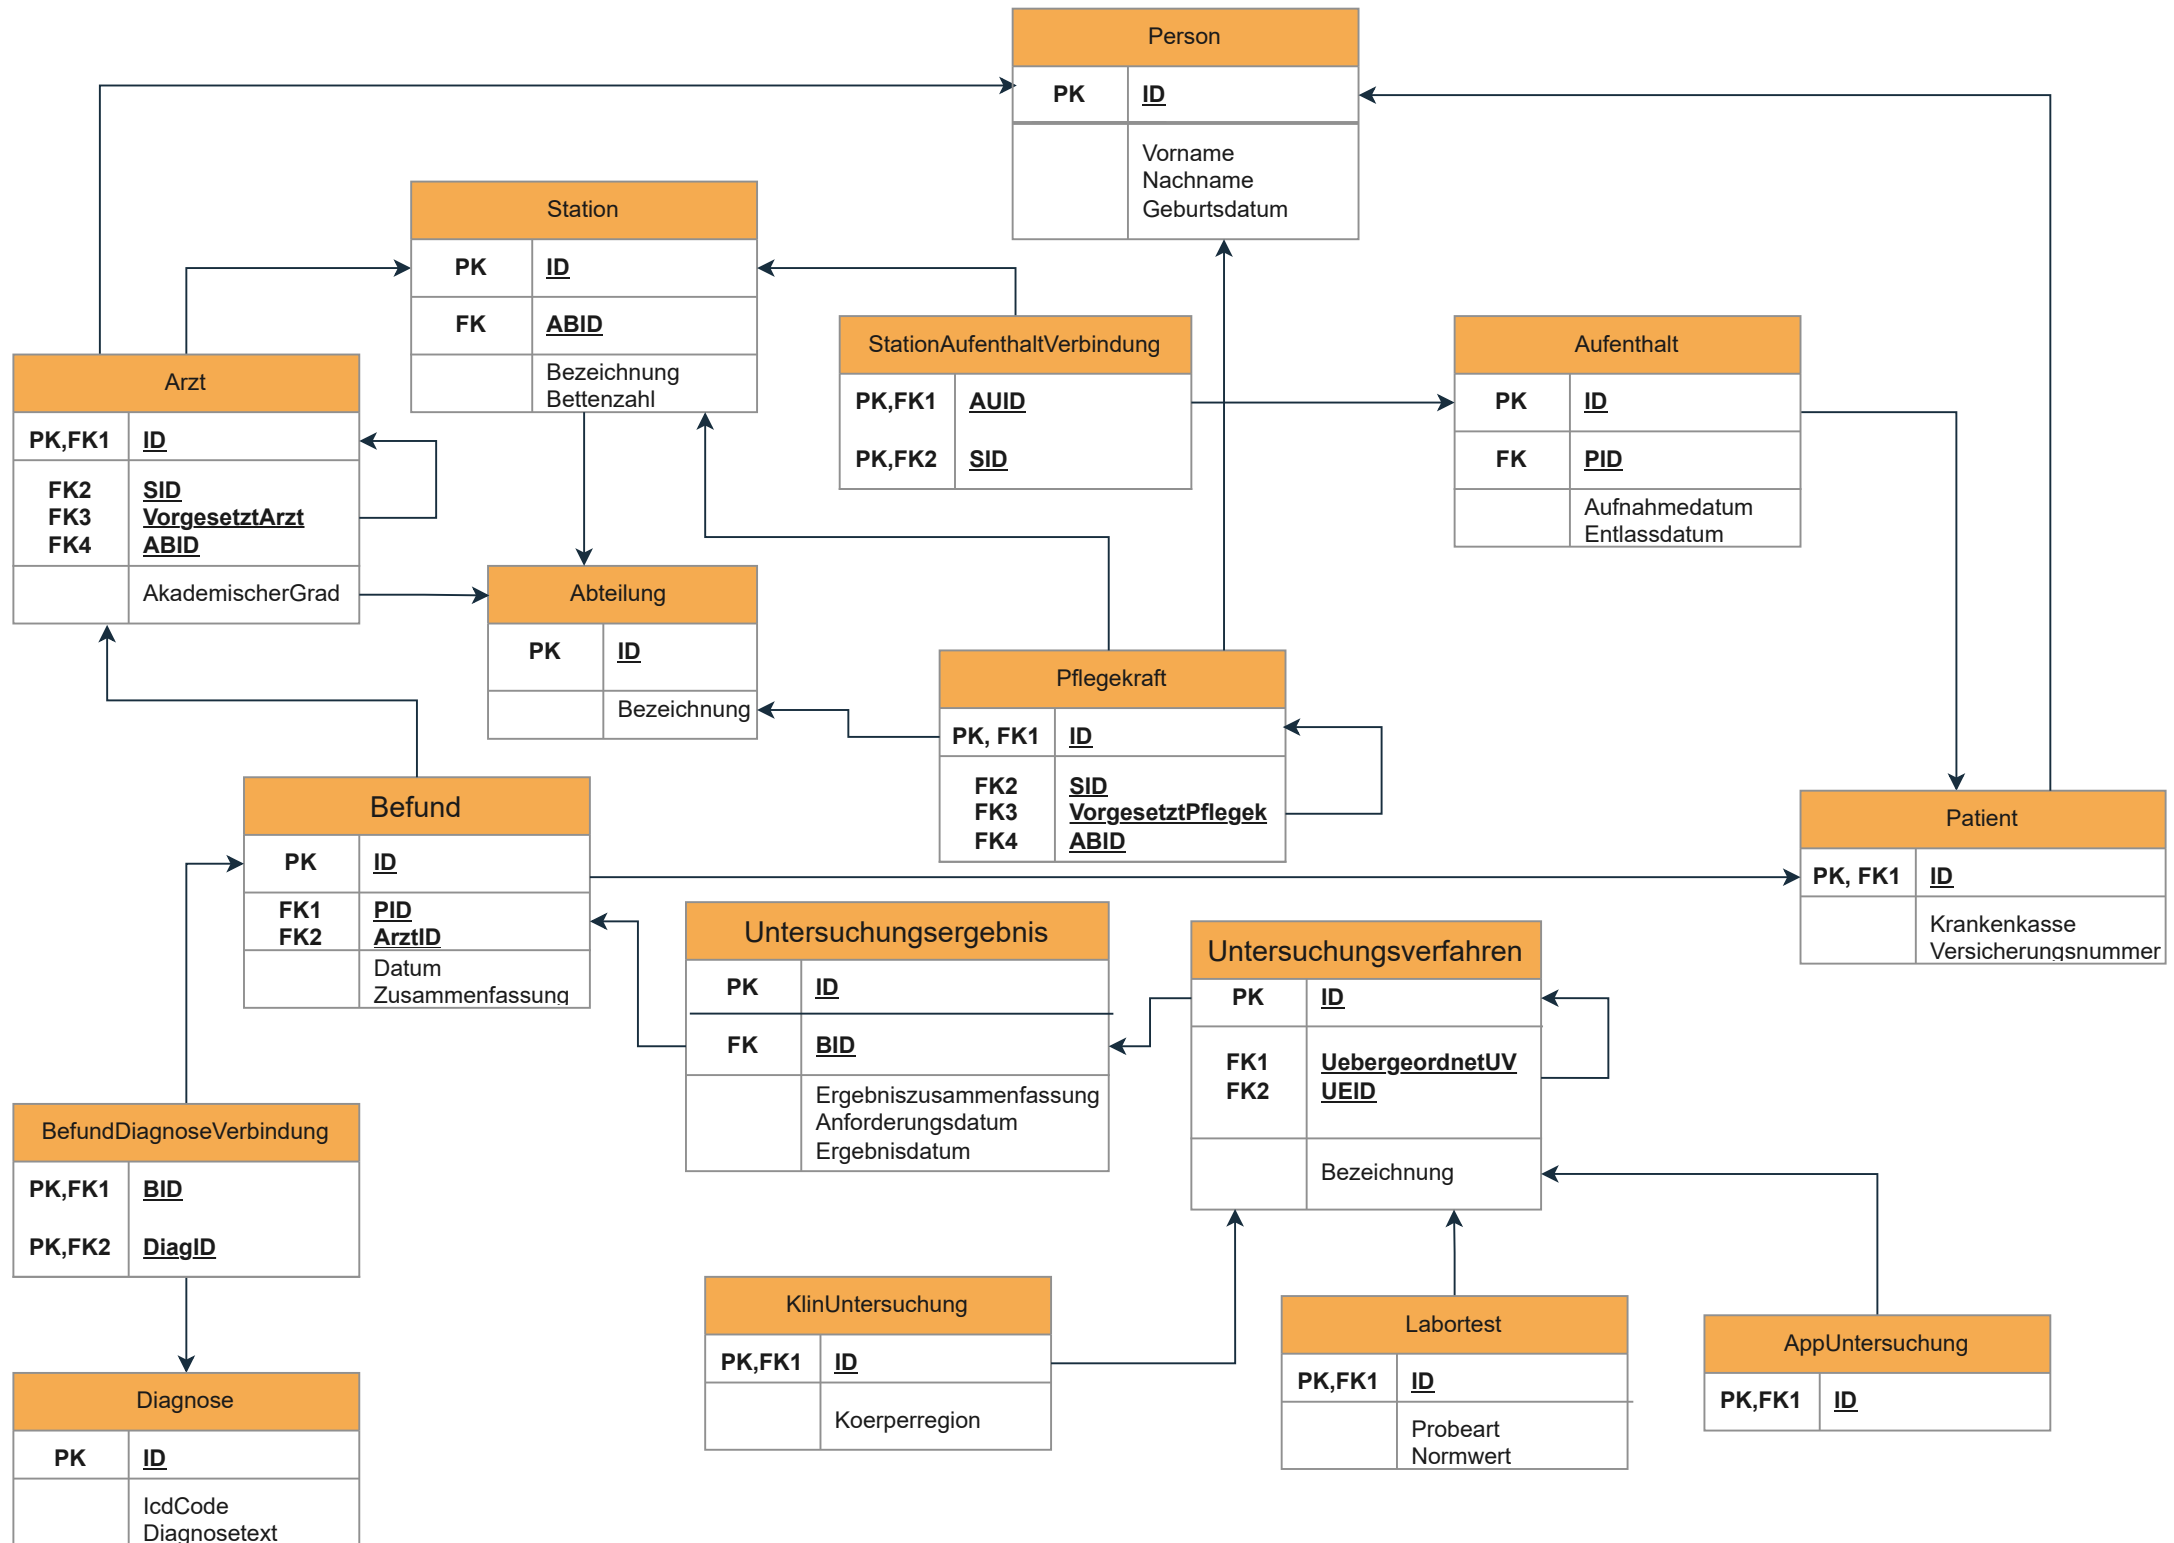 Person
PK ID
Vorname
Nachname
Geburtsdatum
Station
PK ID
FK ABID
Bezeichnung
Bettenzahl
StationAufenthaltVerbindung
PK,FK1 AUID
PK,FK2 SID
Aufenthalt
PK ID
FK PID
Aufnahmedatum
Entlassdatum
Arzt
PK,FK1 ID
FK2 SID
FK3 VorgesetztArzt
FK4 ABID
AkademischerGrad
Abteilung
PK ID
Bezeichnung
Pflegekraft
PK, FK1 ID
FK2 SID
FK3 VorgesetztPflegek
FK4 ABID
Befund
PK ID
FK1 PID
FK2 ArztID
Datum
Zusammenfassung
Patient
PK, FK1 ID
Krankenkasse
Versicherungsnummer
Untersuchungsergebnis
PK ID
FK BID
Ergebniszusammenfassung
Anforderungsdatum
Ergebnisdatum
Untersuchungsverfahren
PK ID
FK1 UebergeordnetUV
FK2 UEID
Bezeichnung
BefundDiagnoseVerbindung
PK,FK1 BID
PK,FK2 DiagID
KlinUntersuchung
PK,FK1 ID
Koerperregion
Labortest
PK,FK1 ID
Probeart
Normwert
AppUntersuchung
PK,FK1 ID
Diagnose
PK ID
IcdCode
Diagnosetext